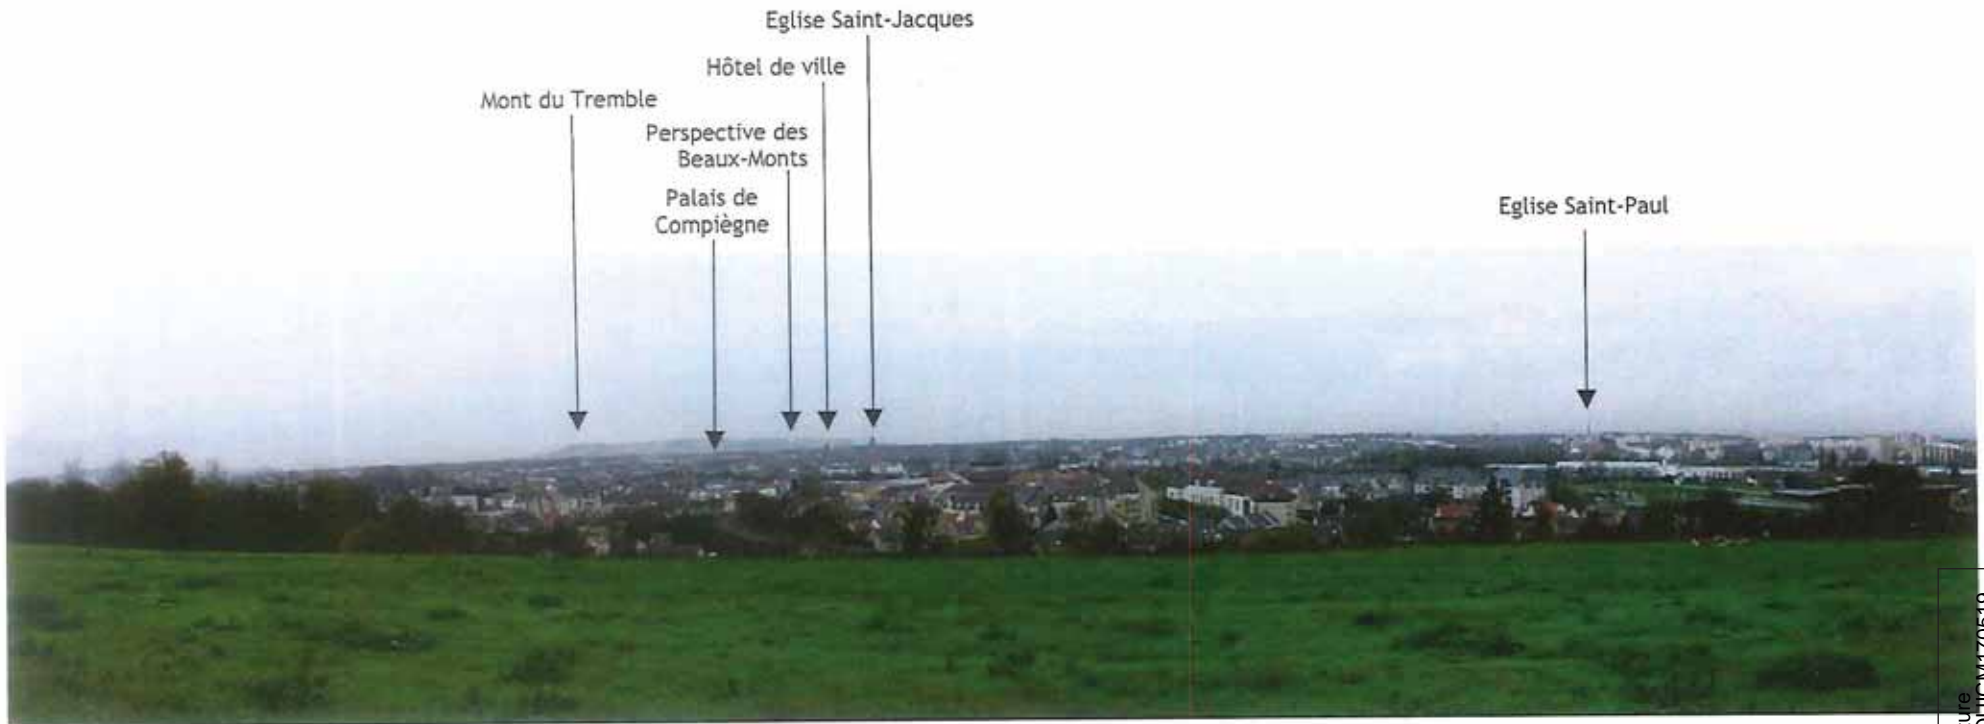 Eglise Saint-Jacques
Hôtel de ville
Mont du Tremble
Perspective des
Beaux-Monts
Palais de
Compiègne
Eglise Saint-Paul